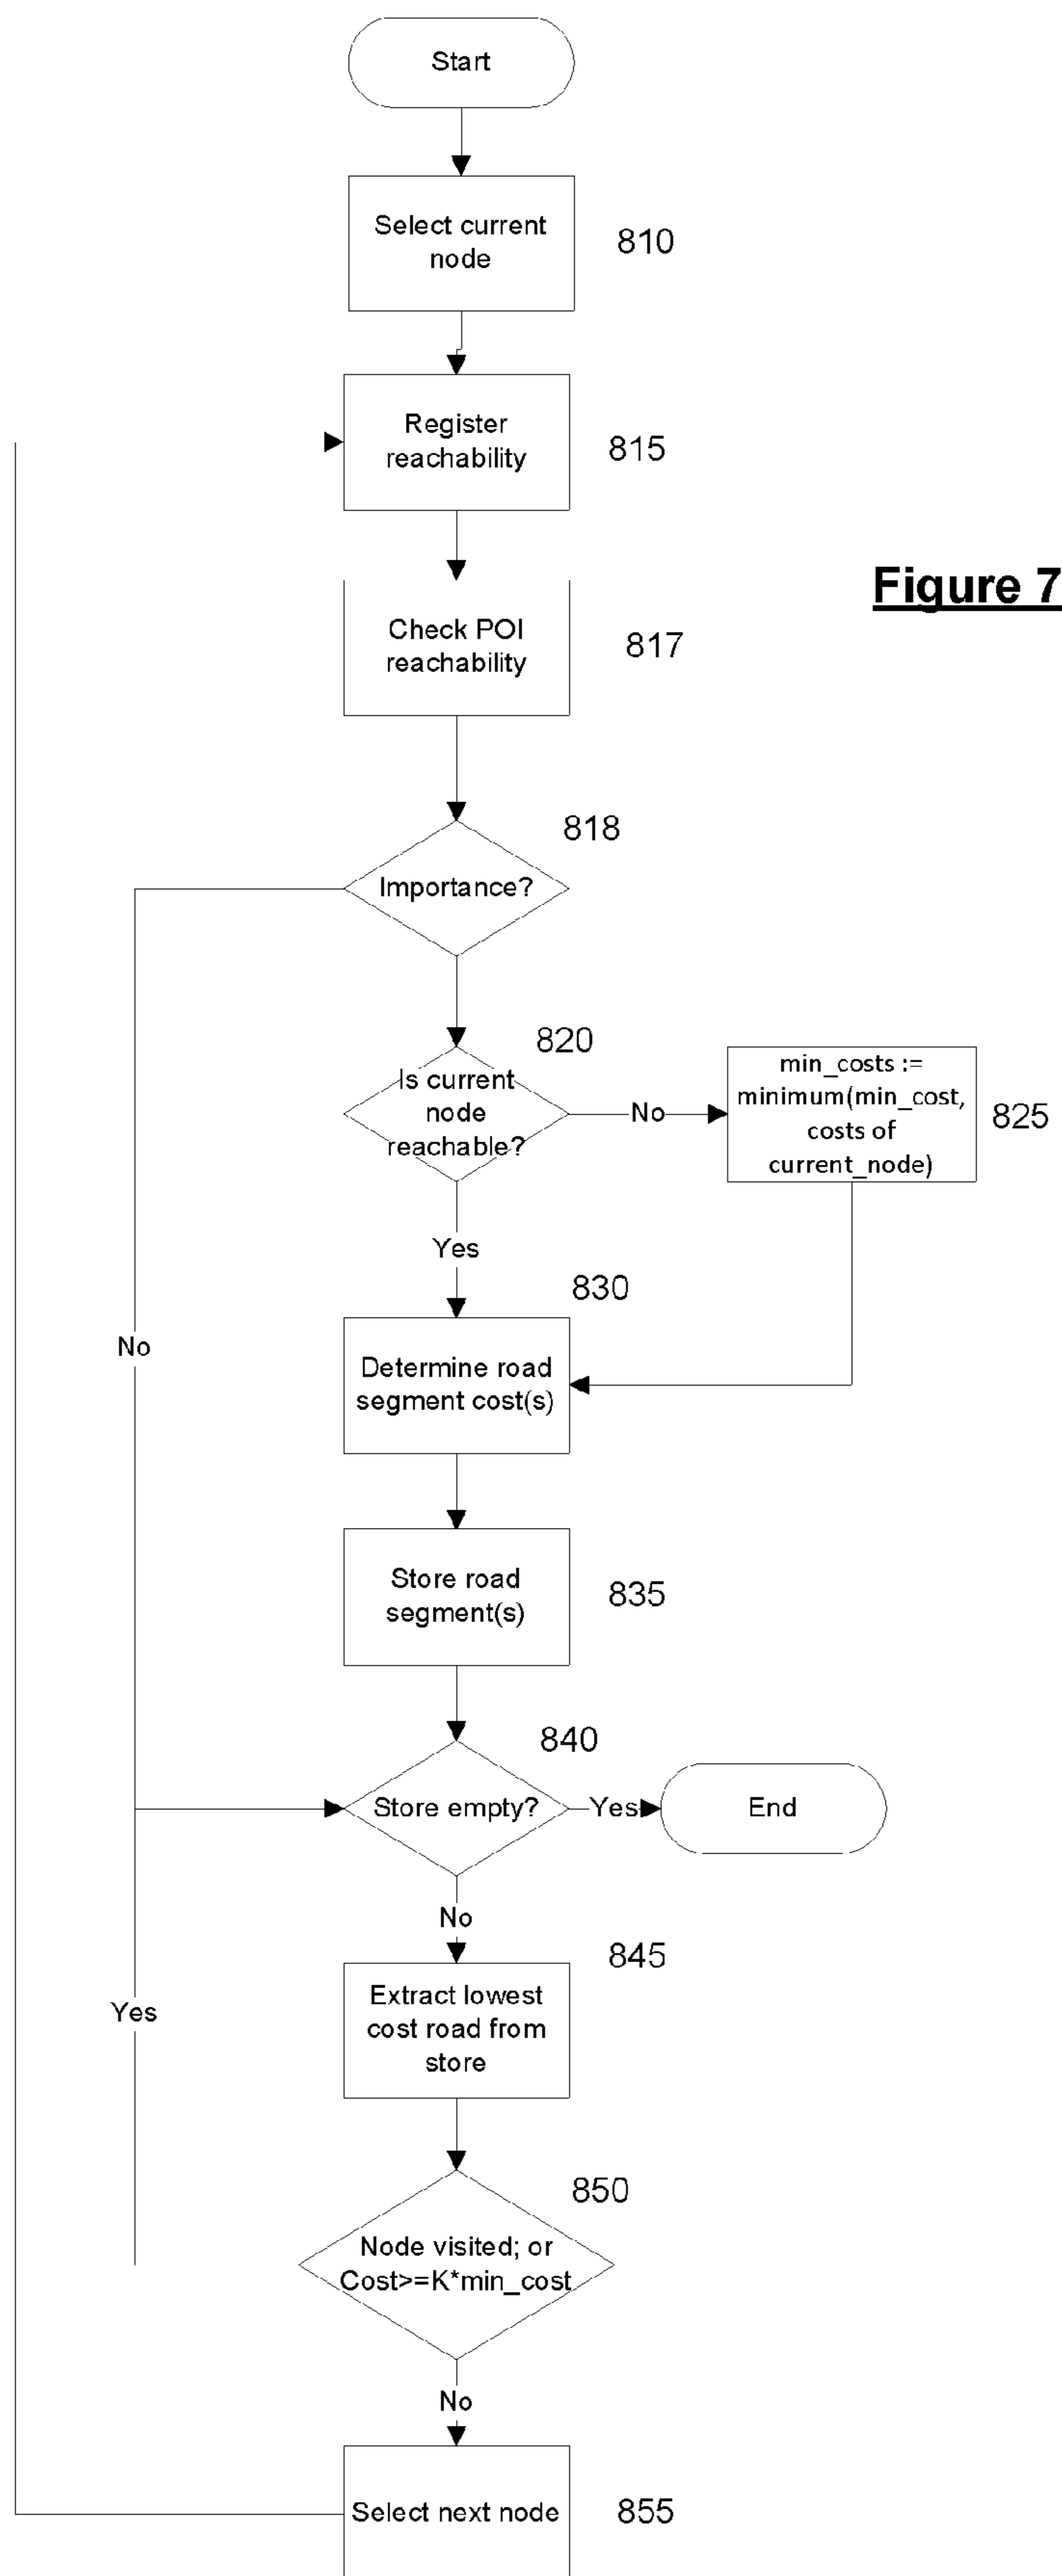 Start
Select current
node
810
Register
reachability
815
Figure 7
Check POI
reachability
817
818
Importance?
820
Is current
node
reachable?
No
min_costs :=
minimum(min_cost,
costs of
current_node)
825
Yes
830
No
Determine road
segment cost(s)
Store road
segment(s)
835
840
Store empty?
Yes
End
No
845
Extract lowest
cost road from
store
Yes
850
Node visited; or
Cost>=K*min_cost
No
Select next node
855